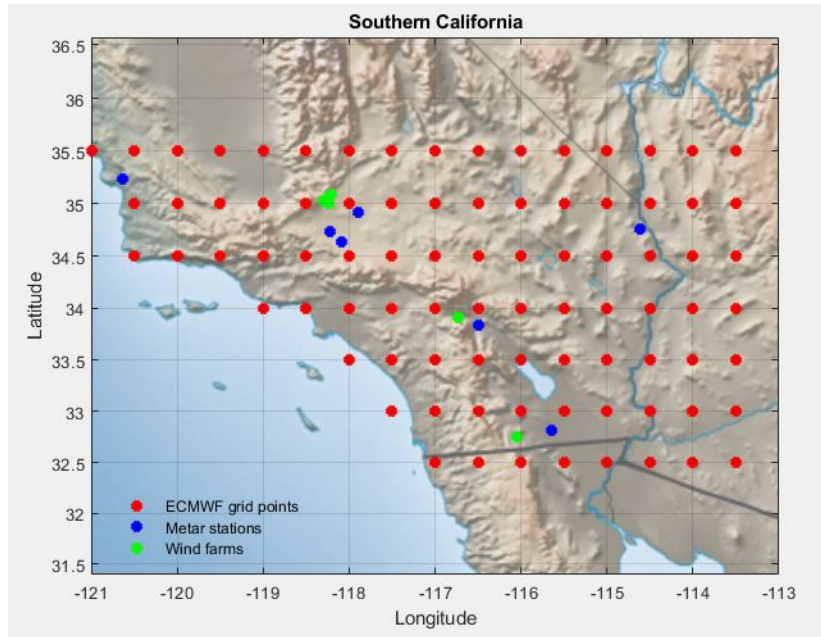 Southern California
36.5
36
35.5
35
34.5
34
33.5
33
32.5
32
31.5
Latitude
ECMWF grid points
Metar stations
Wind farms
-121 -120 -119 -118 -117 -116 -115 -114 -113
Longitude